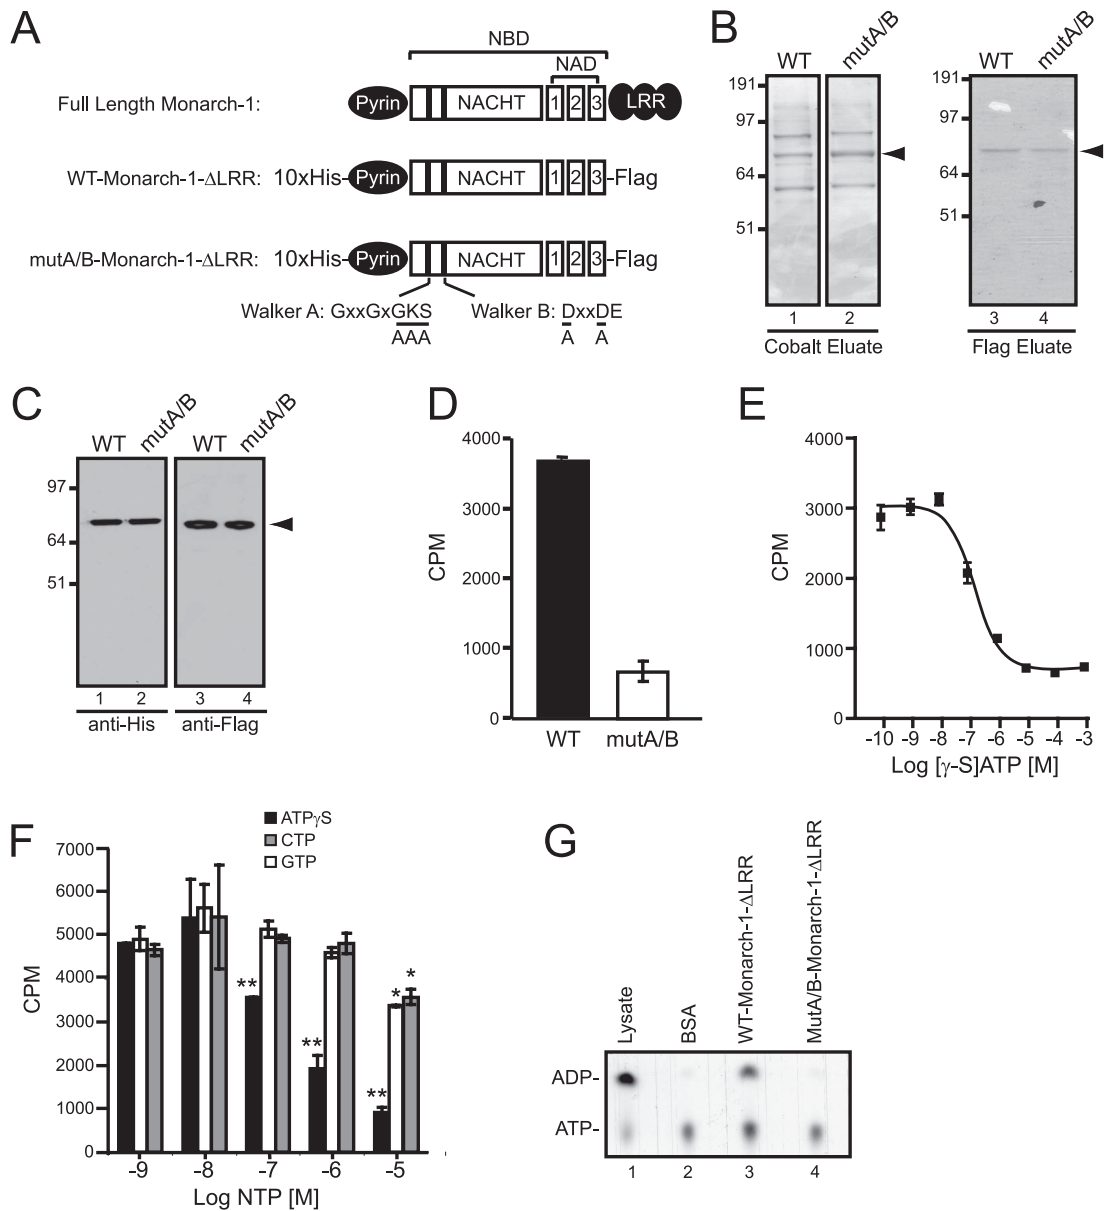 A
NBD
NAD
Full Length Monarch-1:
Pyrin
NACHT
1 2 3
LRR
WT-Monarch-1-ΔLRR:
10xHis-
Pyrin
NACHT
1 2 3
-Flag
mutA/B-Monarch-1-ΔLRR:
10xHis-
Pyrin
NACHT
1 2 3
-Flag
Walker A: GxxGxGKS
AAA
Walker B: DxxDE
A A
B
WT mutA/B
191
97
64
51
1 2
Cobalt Eluate
WT mutA/B
191
97
64
51
3 4
Flag Eluate
C
WT mutA/B WT mutA/B
97
64
51
1 2 3 4
anti-His anti-Flag
D
CPM
4000
3000
2000
1000
0
WT mutA/B
E
CPM
4000
3000
2000
1000
0
-10 -9 -8 -7 -6 -5 -4 -3
Log [γ-S]ATP [M]
F
ATPγS
CTP
GTP
CPM
7000
6000
5000
4000
3000
2000
1000
0
**
**
**
*
*
-9 -8 -7 -6 -5
Log NTP [M]
G
Lysate
BSA
WT-Monarch-1-ΔLRR
MutA/B-Monarch-1-ΔLRR
ADP-
ATP-
1 2 3 4